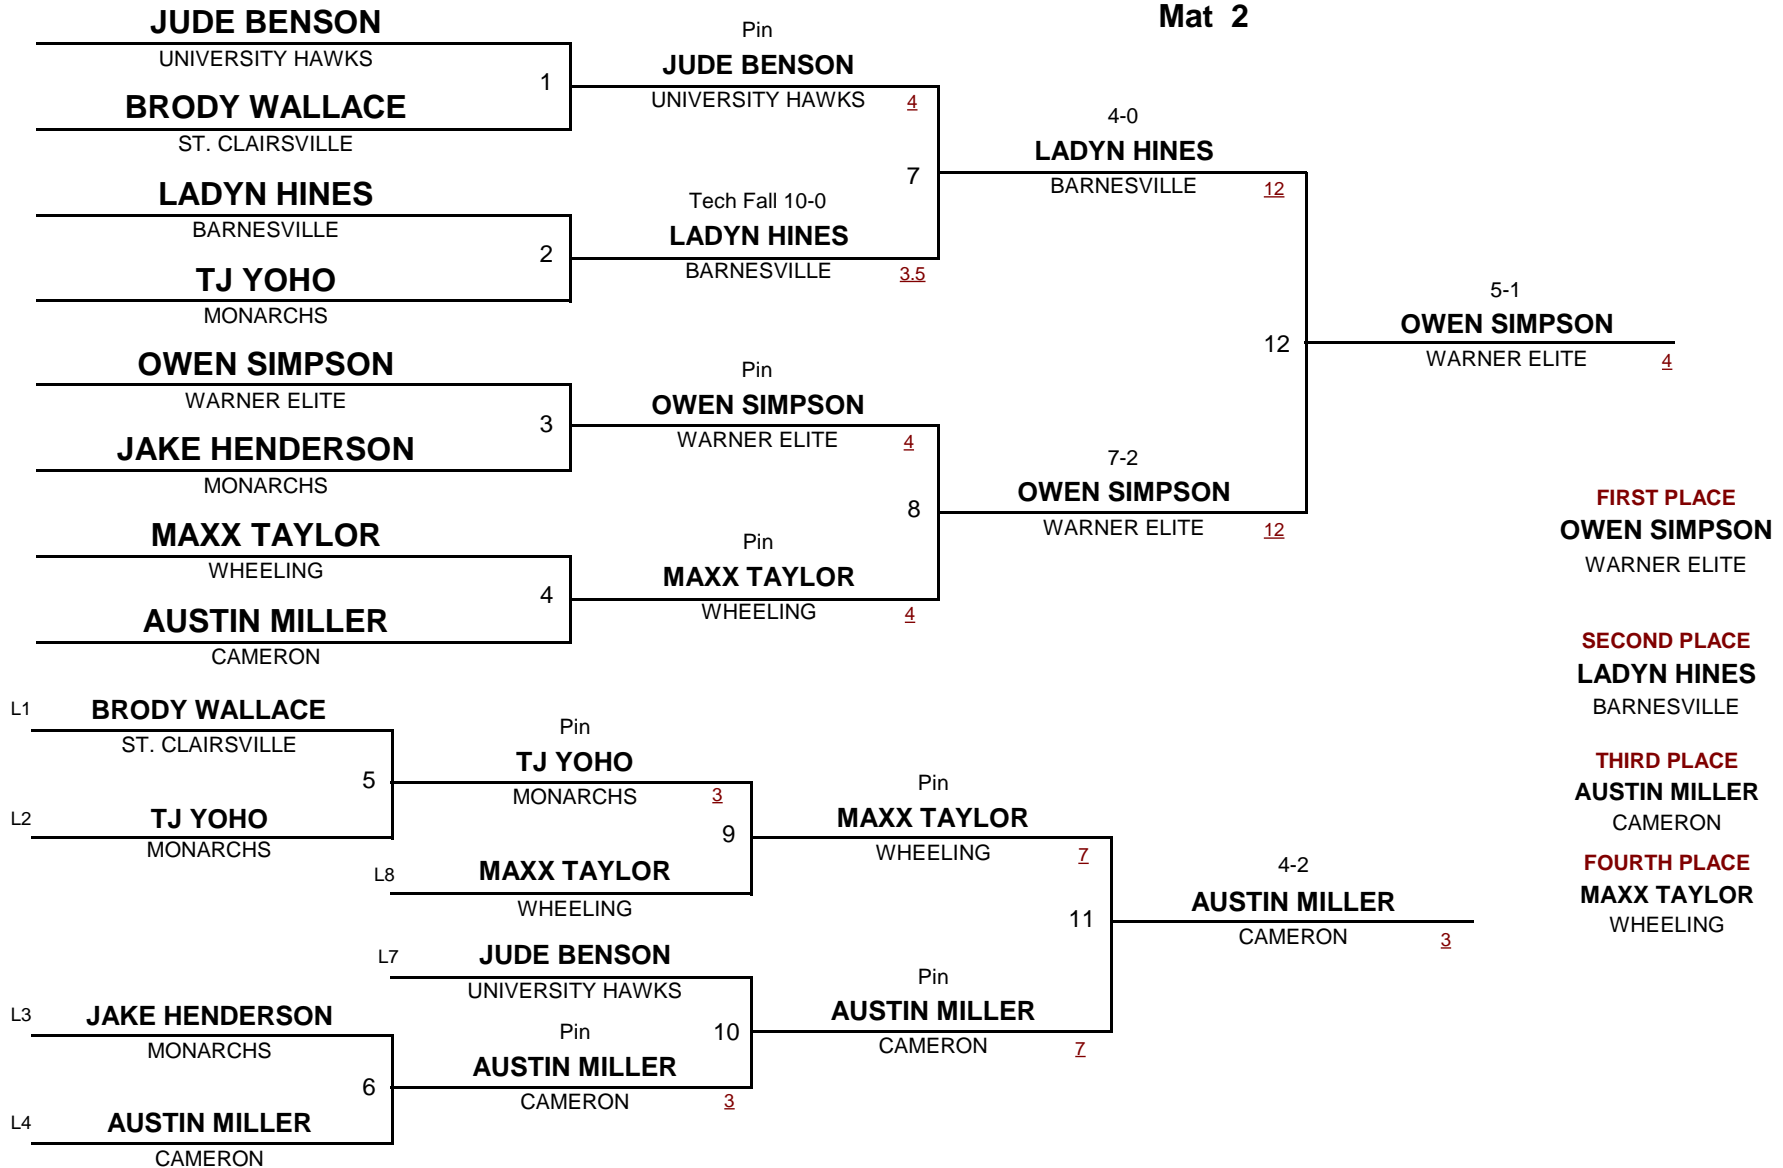 Mat 2
JUDE BENSON
UNIVERSITY HAWKS
1
BRODY WALLACE
ST. CLAIRSVILLE
LADYN HINES
BARNESVILLE
2
TJ YOHO
MONARCHS
OWEN SIMPSON
WARNER ELITE
3
JAKE HENDERSON
MONARCHS
MAXX TAYLOR
WHEELING
4
AUSTIN MILLER
CAMERON
Pin
JUDE BENSON
UNIVERSITY HAWKS 4
7
Tech Fall 10-0
LADYN HINES
BARNESVILLE 3.5
Pin
OWEN SIMPSON
WARNER ELITE 4
8
Pin
MAXX TAYLOR
WHEELING 4
4-0
LADYN HINES
BARNESVILLE 12
12
7-2
OWEN SIMPSON
WARNER ELITE 12
5-1
OWEN SIMPSON
WARNER ELITE 4
FIRST PLACE
OWEN SIMPSON
WARNER ELITE
SECOND PLACE
LADYN HINES
BARNESVILLE
THIRD PLACE
AUSTIN MILLER
CAMERON
FOURTH PLACE
MAXX TAYLOR
WHEELING
L1 BRODY WALLACE
ST. CLAIRSVILLE
5
L2 TJ YOHO
MONARCHS
L3 JAKE HENDERSON
MONARCHS
6
L4 AUSTIN MILLER
CAMERON
Pin
TJ YOHO
MONARCHS 3
9
L8 MAXX TAYLOR
WHEELING
L7 JUDE BENSON
UNIVERSITY HAWKS
10
Pin
AUSTIN MILLER
CAMERON 3
Pin
MAXX TAYLOR
WHEELING 7
11
Pin
AUSTIN MILLER
CAMERON 7
4-2
AUSTIN MILLER
CAMERON 3